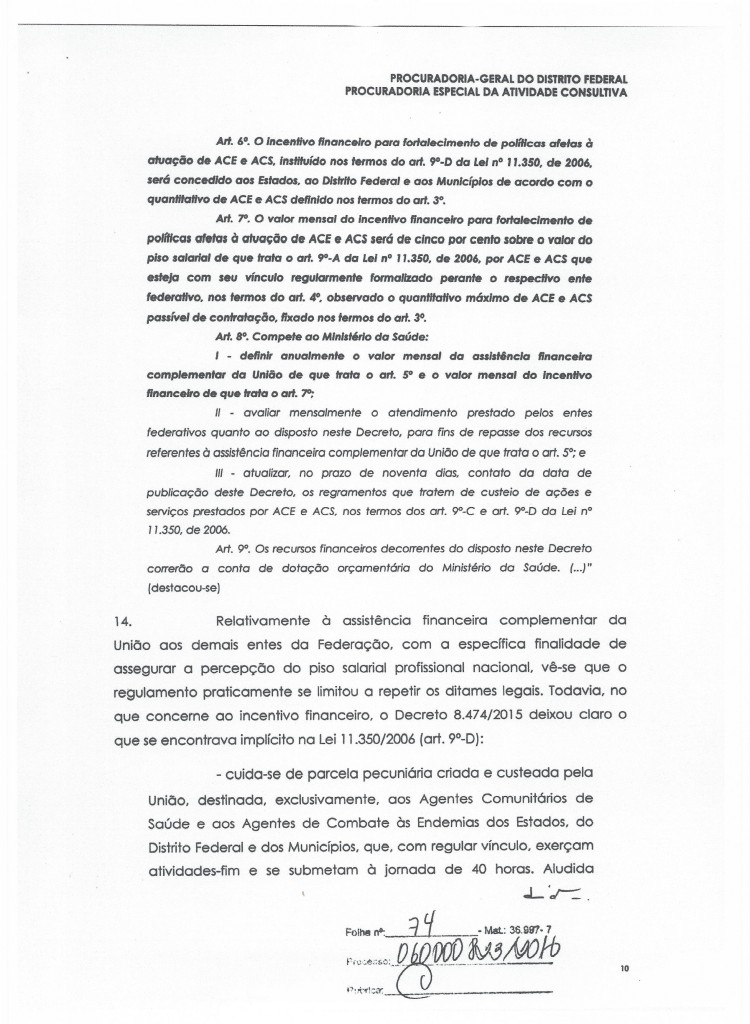 PROCURADORIA-GERAL DO DISTRITO FEDERAL
PROCURADORIA ESPECIAL DA ATIVIDADE CONSULTIVA
Art. 6º. O incentivo financeiro para fortalecimento de políticas afetas à
atuação de ACE e ACS, instituído nos termos do art. 9º-D da Lei nº 11.350, de 2006,
será concedido aos Estados, ao Distrito Federal e aos Municípios de acordo com o
quantitativo de ACE e ACS definido nos termos do art. 3º.
Art. 7º. O valor mensal do incentivo financeiro para fortalecimento de
políticas afetas à atuação de ACE e ACS será de cinco por cento sobre o valor do
piso salarial de que trata o art. 9º-A da Lei nº 11.350, de 2006, por ACE e ACS que
esteja com seu vínculo regularmente formalizado perante o respectivo ente
federativo, nos termos do art. 4º, observado o quantitativo máximo de ACE e ACS
passível de contratação, fixado nos termos do art. 3º.
Art. 8º. Compete ao Ministério da Saúde:
I - definir anualmente o valor mensal da assistência financeira
complementar da União de que trata o art. 5º e o valor mensal do incentivo
financeiro de que trata o art. 7º;
II - avaliar mensalmente o atendimento prestado pelos entes
federativos quanto ao disposto neste Decreto, para fins de repasse dos recursos
referentes à assistência financeira complementar da União de que trata o art. 5º; e
III - atualizar, no prazo de noventa dias, contato da data de
publicação deste Decreto, os regramentos que tratem de custeio de ações e
serviços prestados por ACE e ACS, nos termos dos art. 9º-C e art. 9º-D da Lei nº
11.350, de 2006.
Art. 9º. Os recursos financeiros decorrentes do disposto neste Decreto
correrão a conta de dotação orçamentária do Ministério da Saúde. (...)"
(destacou-se)
14. Relativamente à assistência financeira complementar da
União aos demais entes da Federação, com a específica finalidade de
assegurar a percepção do piso salarial profissional nacional, vê-se que o
regulamento praticamente se limitou a repetir os ditames legais. Todavia, no
que concerne ao incentivo financeiro, o Decreto 8.474/2015 deixou claro o
que se encontrava implícito na Lei 11.350/2006 (art. 9º-D):
- cuida-se de parcela pecuniária criada e custeada pela
União, destinada, exclusivamente, aos Agentes Comunitários de
Saúde e aos Agentes de Combate às Endemias dos Estados, do
Distrito Federal e dos Municípios, que, com regular vínculo, exerçam
atividades-fim e se submetam à jornada de 40 horas. Aludida
Folha nº: 74 - Mat.: 36.997-7
Processo:
Rubrica:
10